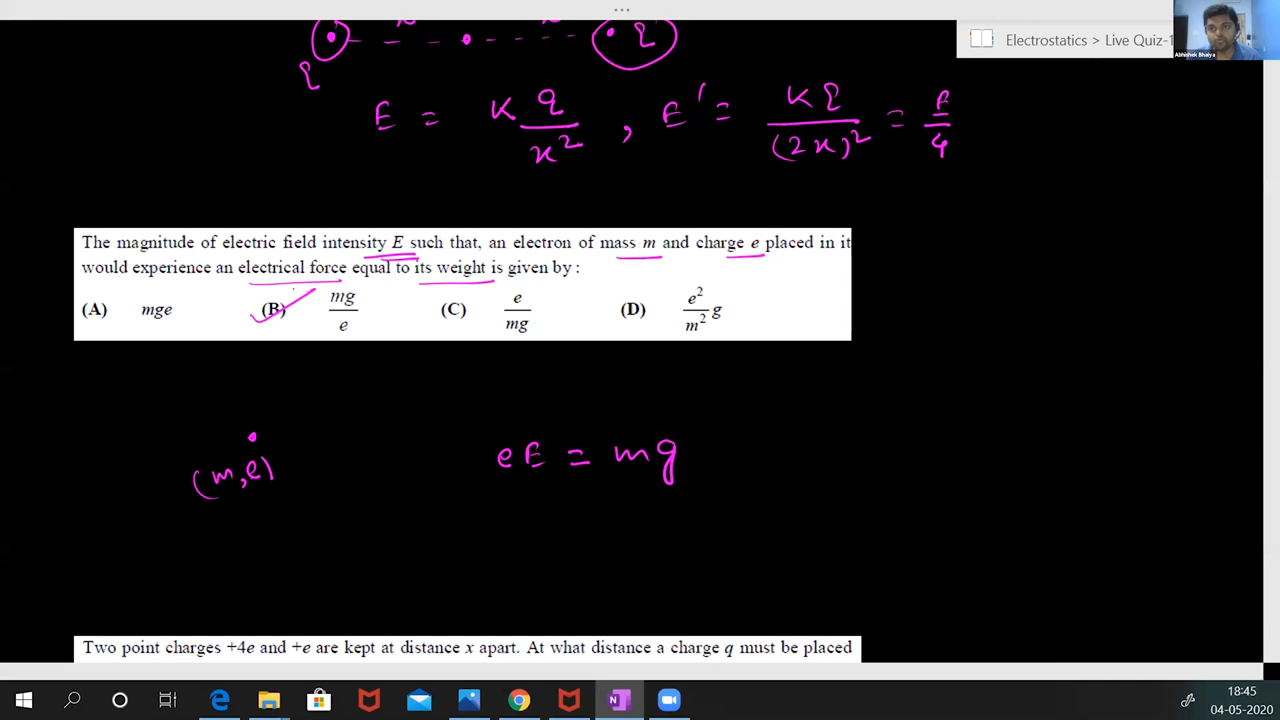 Electrostatics > Live Quiz-1
Abhishek Bhaiya
q
q
E = K q / x² , E' = K q / (2x)² = E / 4
The magnitude of electric field intensity E such that, an electron of mass m and charge e placed in it
would experience an electrical force equal to its weight is given by :
(A) mge (B) mg / e (C) e / mg (D) e² / m² g
(m,e)
eE = mg
Two point charges +4e and +e are kept at distance x apart. At what distance a charge q must be placed
18:45
04-05-2020